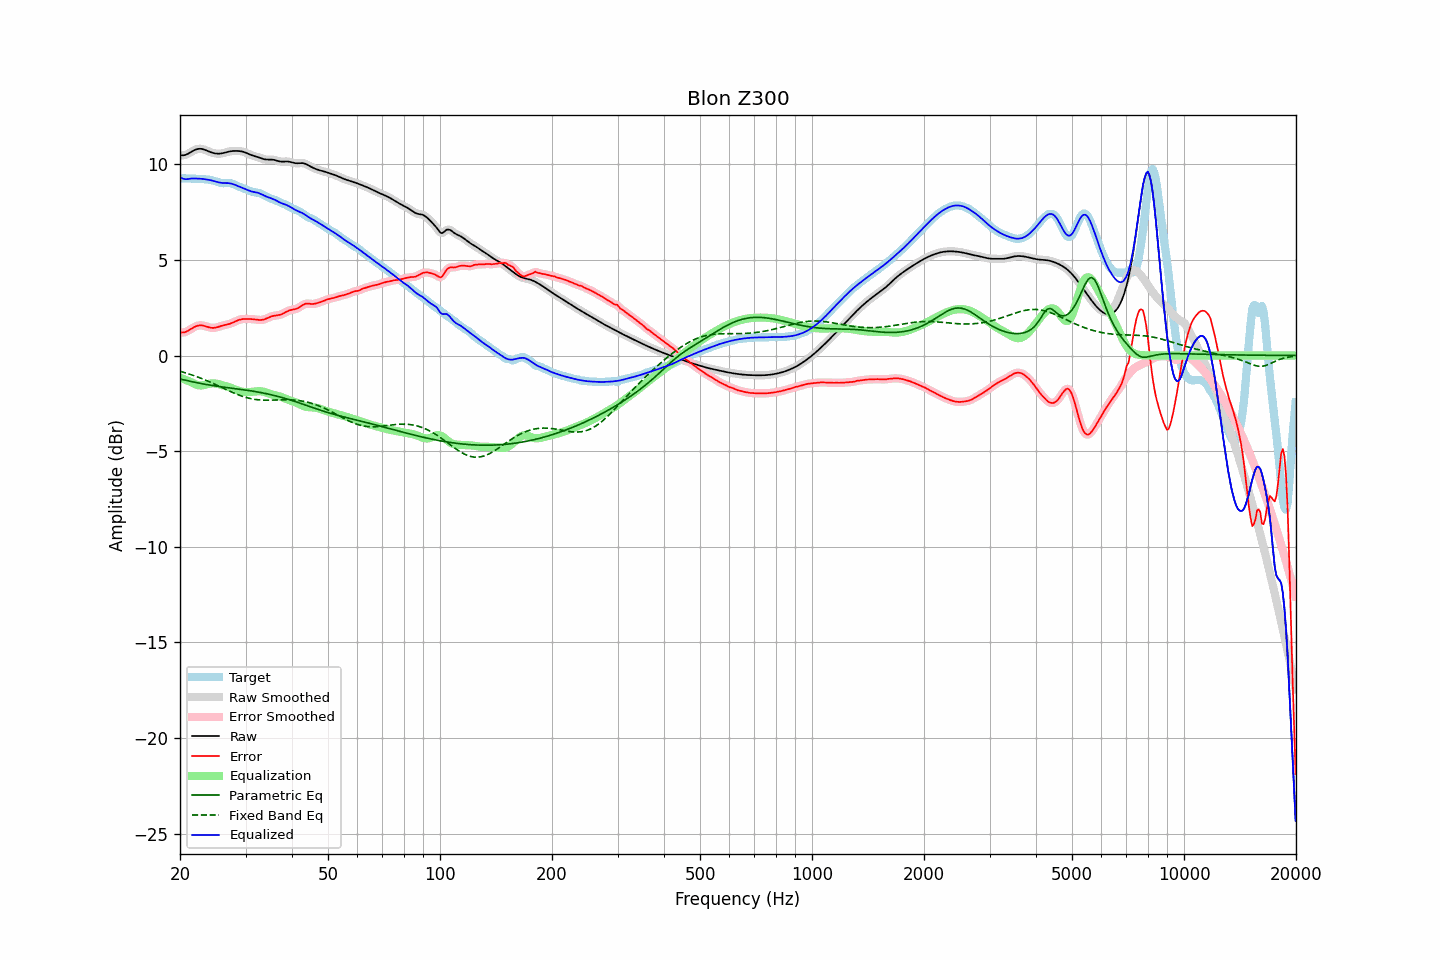 Blon Z300
Amplitude (dBr)
10
5
0
−5
−10
−15
−20
−25
Target
Raw Smoothed
Error Smoothed
Raw
Error
Equalization
Parametric Eq
Fixed Band Eq
Equalized
20 50 100 200 500 1000 2000 5000 10000 20000
Frequency (Hz)